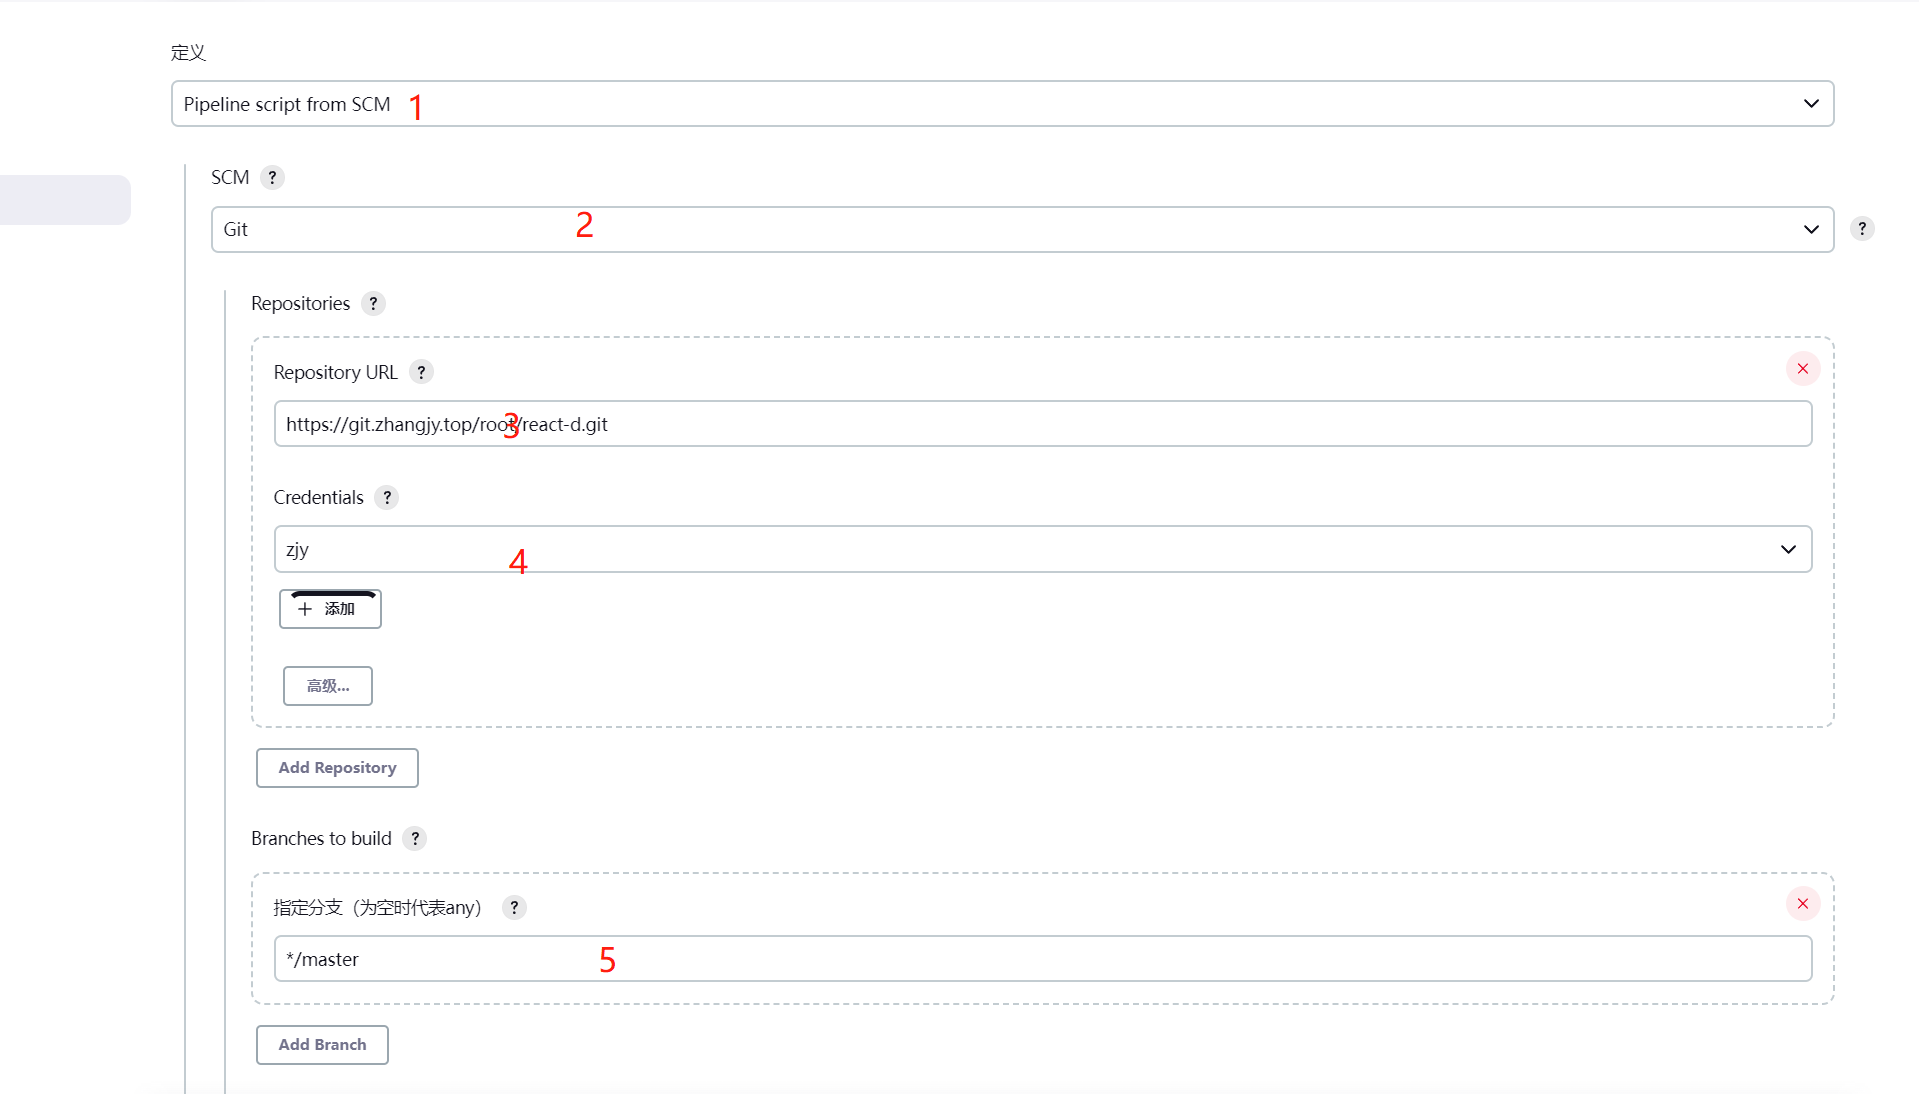 定义
Pipeline script from SCM 1
SCM ?
Git 2 ?
Repositories ?
Repository URL ?
https://git.zhangjy.top/root/react-d.git 3
Credentials ?
zjy 4
添加
高级...
Add Repository
Branches to build ?
指定分支（为空时代表any） ?
*/master 5
Add Branch